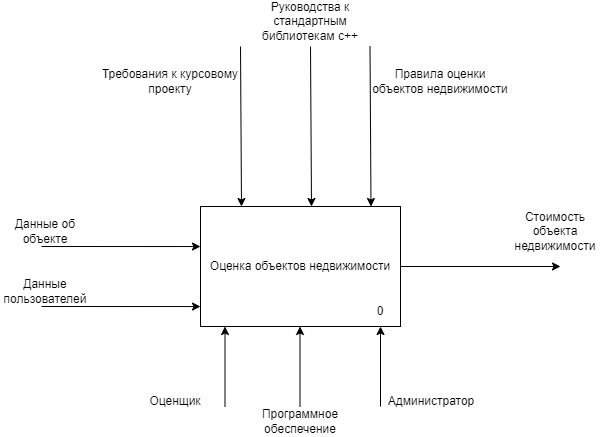 Руководства к
стандартным
библиотекам c++
Требования к курсовому
проекту
Правила оценки
объектов недвижимости
Данные об
объекте
Данные
пользователей
Оценка объектов недвижимости
0
Стоимость
объекта
недвижимости
Оценщик
Программное
обеспечение
Администратор